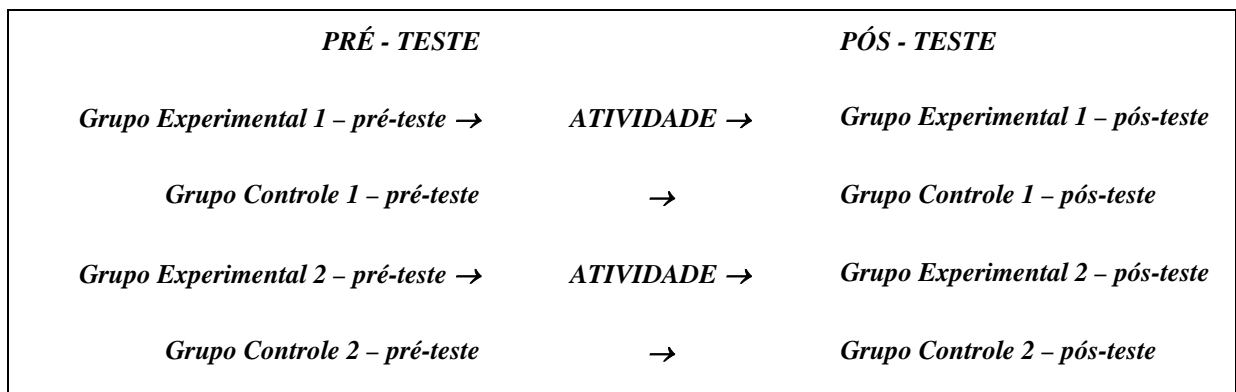 PRÉ - TESTE PÓS - TESTE
Grupo Experimental 1 – pré-teste → ATIVIDADE → Grupo Experimental 1 – pós-teste
Grupo Controle 1 – pré-teste → Grupo Controle 1 – pós-teste
Grupo Experimental 2 – pré-teste → ATIVIDADE → Grupo Experimental 2 – pós-teste
Grupo Controle 2 – pré-teste → Grupo Controle 2 – pós-teste